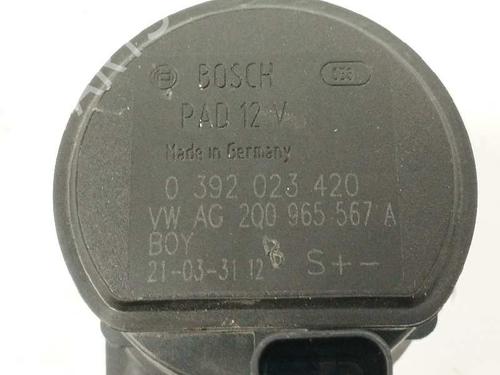 BOSCH
PAD 12 V
Made in Germany
0 392 023 420
VW AG 2Q0 965 567 A
BOY
21-03-31 12
S+-